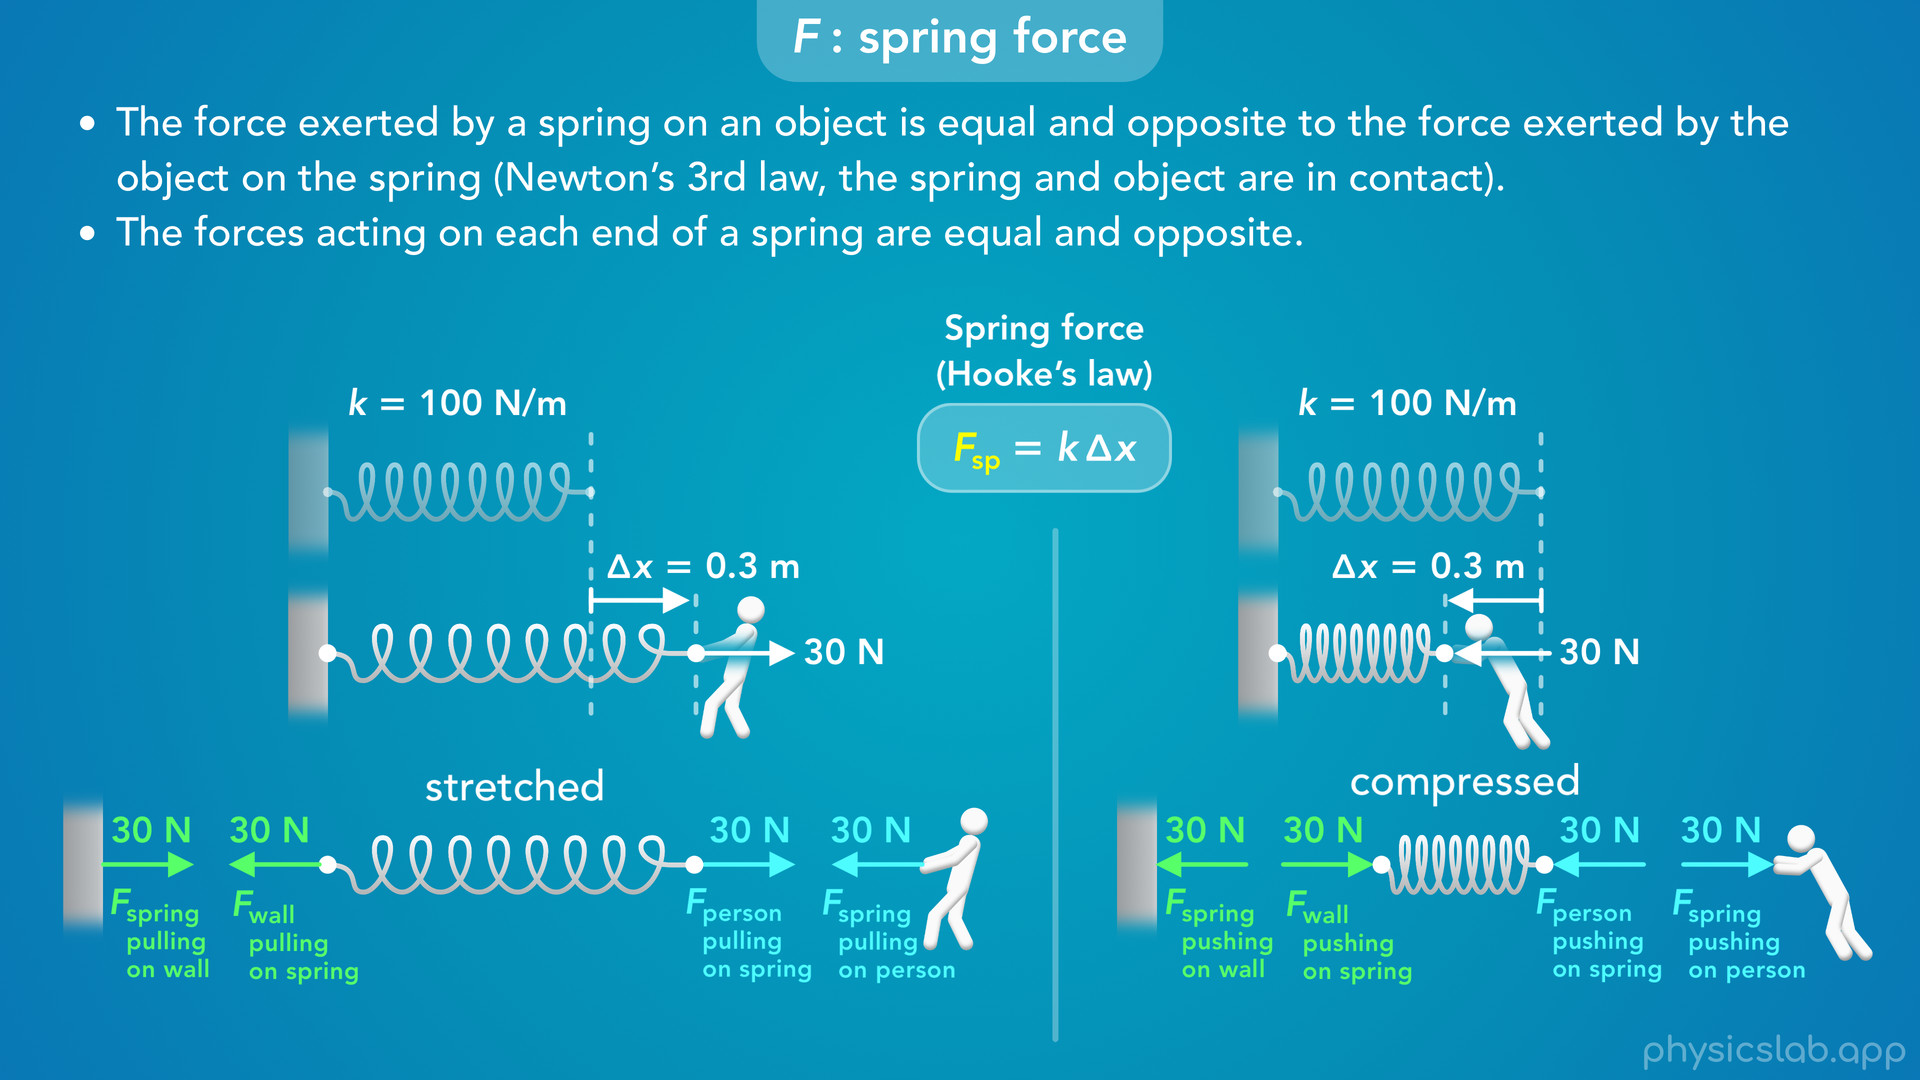 F : spring force
• The force exerted by a spring on an object is equal and opposite to the force exerted by the
object on the spring (Newton’s 3rd law, the spring and object are in contact).
• The forces acting on each end of a spring are equal and opposite.
Spring force
(Hooke’s law)
Fsp = k Δx
k = 100 N/m
Δx = 0.3 m
30 N
stretched
30 N
Fspring
pulling
on wall
30 N
Fwall
pulling
on spring
30 N
Fperson
pulling
on spring
30 N
Fspring
pulling
on person
k = 100 N/m
Δx = 0.3 m
30 N
compressed
30 N
Fspring
pushing
on wall
30 N
Fwall
pushing
on spring
30 N
Fperson
pushing
on spring
30 N
Fspring
pushing
on person
physicslab.app